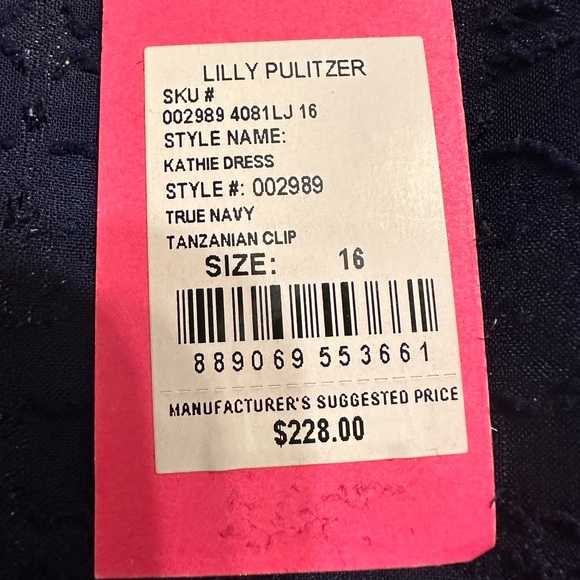 LILLY PULITZER
SKU #
002989 4081LJ 16
STYLE NAME:
KATHIE DRESS
STYLE #: 002989
TRUE NAVY
TANZANIAN CLIP
SIZE: 16
889069 553661
MANUFACTURER'S SUGGESTED PRICE
$228.00